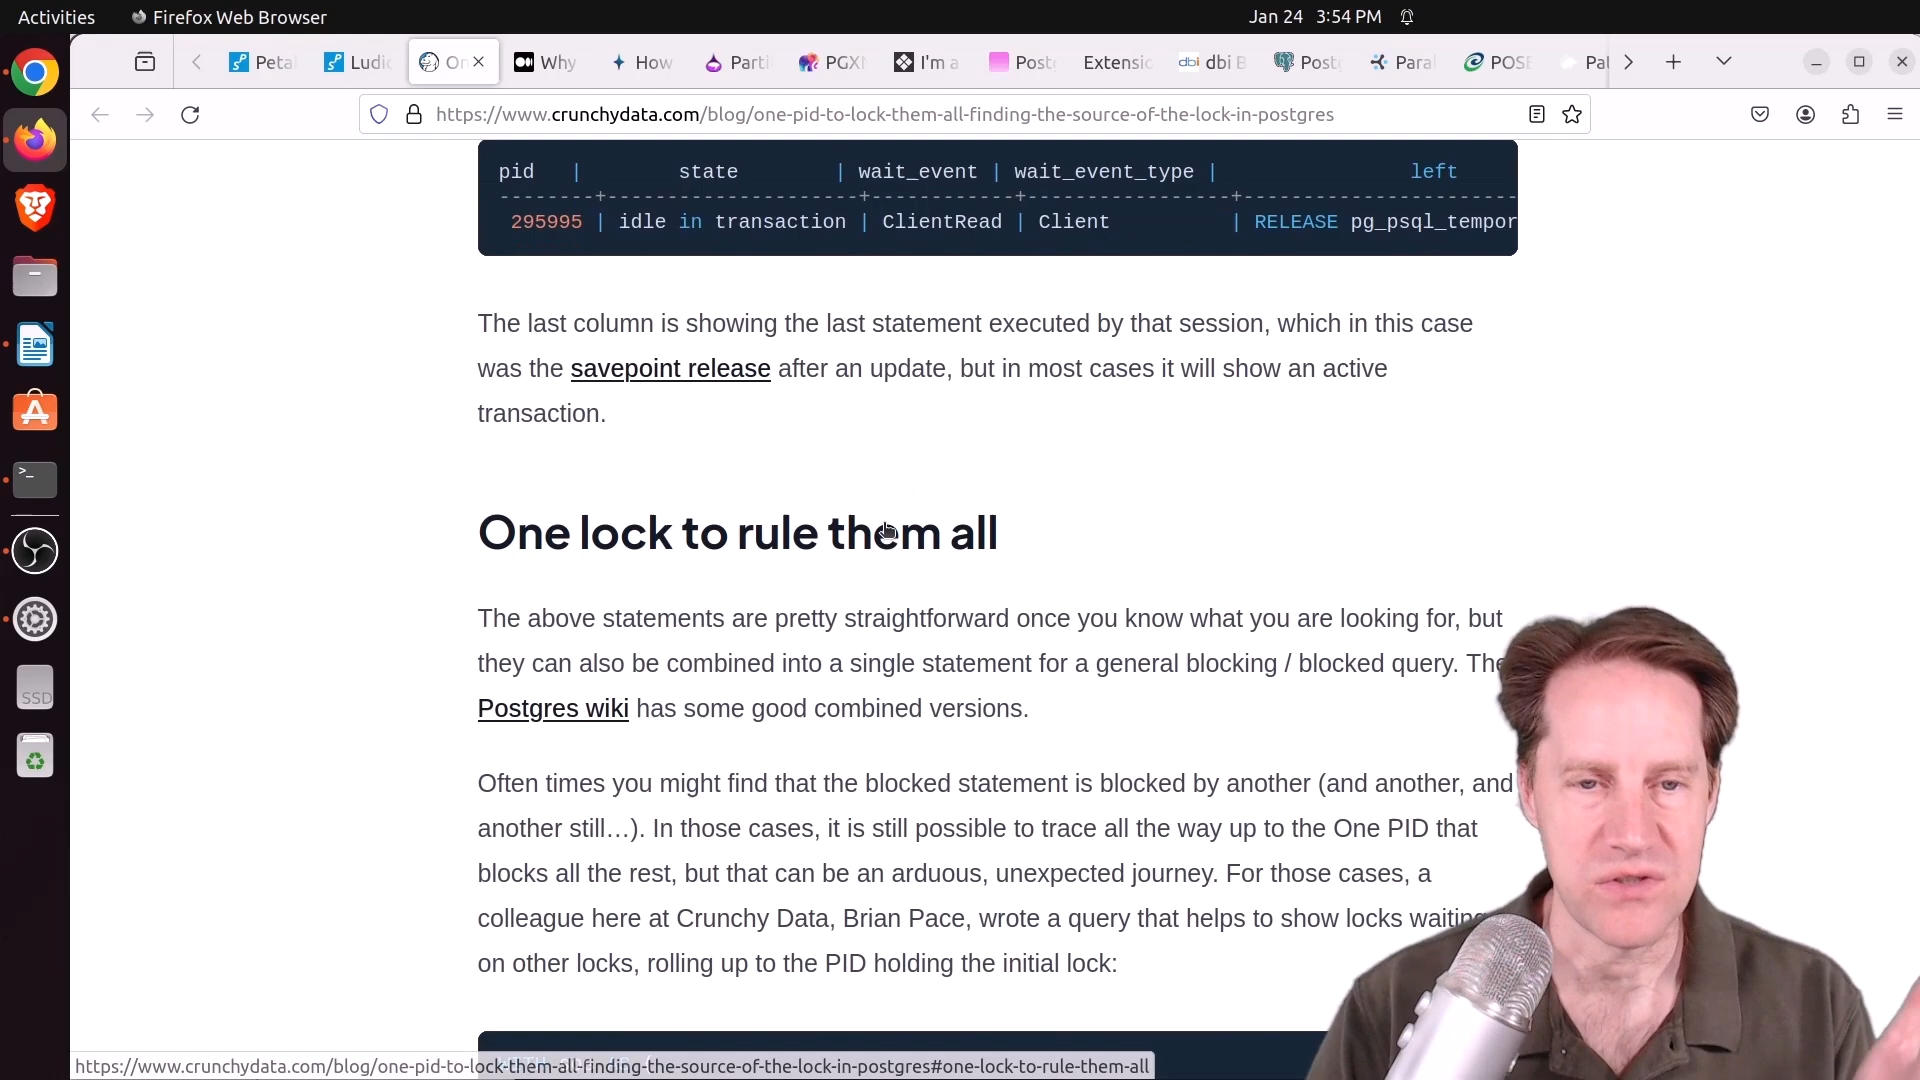 Activities Firefox Web Browser Jan 24 3:54 PM
Peta Ludic On Why How Parti PGX I'm a Post Extensio dbi dbi B Post Para POSE Pat
https://www.crunchydata.com/blog/one-pid-to-lock-them-all-finding-the-source-of-the-lock-in-postgres
pid | state | wait_event | wait_event_type | left
--------+---------------------+------------+-----------------+-----------------------
295995 | idle in transaction | ClientRead | Client | RELEASE pg_psql_tempor
The last column is showing the last statement executed by that session, which in this case
was the savepoint release after an update, but in most cases it will show an active
transaction.
One lock to rule them all
The above statements are pretty straightforward once you know what you are looking for, but
they can also be combined into a single statement for a general blocking / blocked query. The
Postgres wiki has some good combined versions.
Often times you might find that the blocked statement is blocked by another (and another, and
another still…). In those cases, it is still possible to trace all the way up to the One PID that
blocks all the rest, but that can be an arduous, unexpected journey. For those cases, a
colleague here at Crunchy Data, Brian Pace, wrote a query that helps to show locks waiting
on other locks, rolling up to the PID holding the initial lock:
https://www.crunchydata.com/blog/one-pid-to-lock-them-all-finding-the-source-of-the-lock-in-postgres#one-lock-to-rule-them-all
SSD